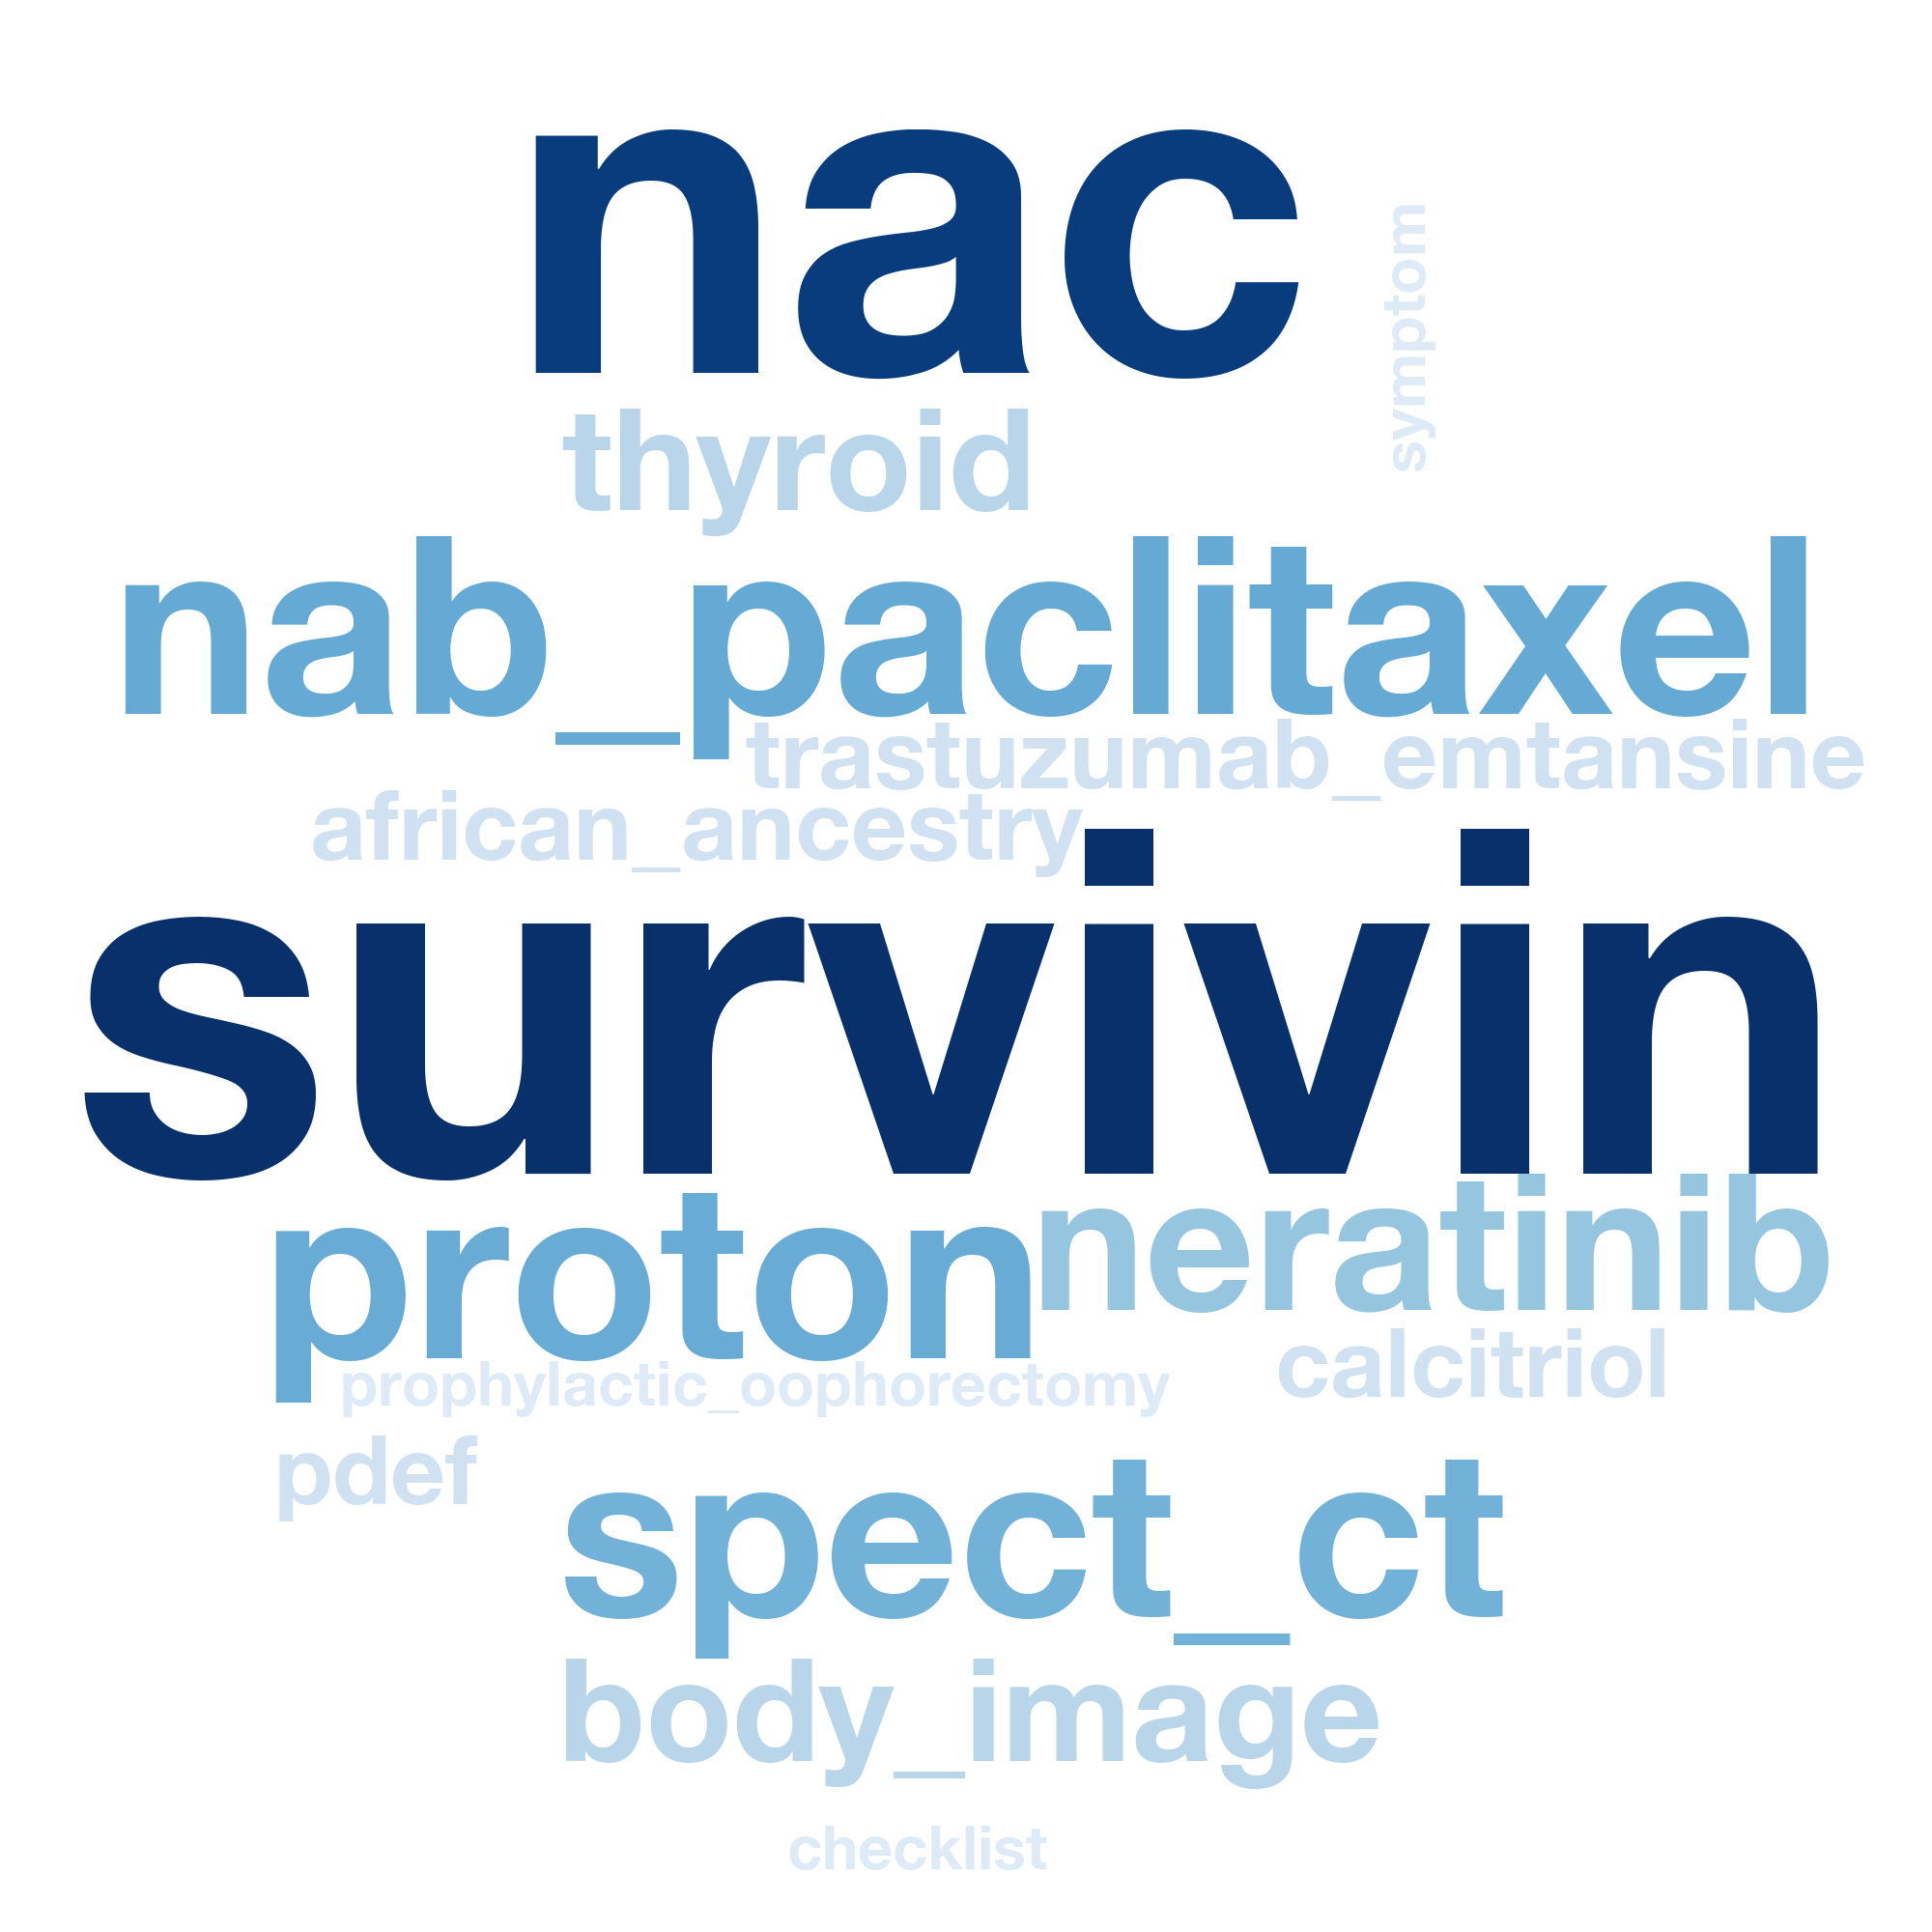 nac
symptom
thyroid
nab_paclitaxel
trastuzumab_emtansine
african_ancestry
survivin
proton
neratinib
calcitriol
prophylactic_oophorectomy
pdef
spect_ct
body_image
checklist